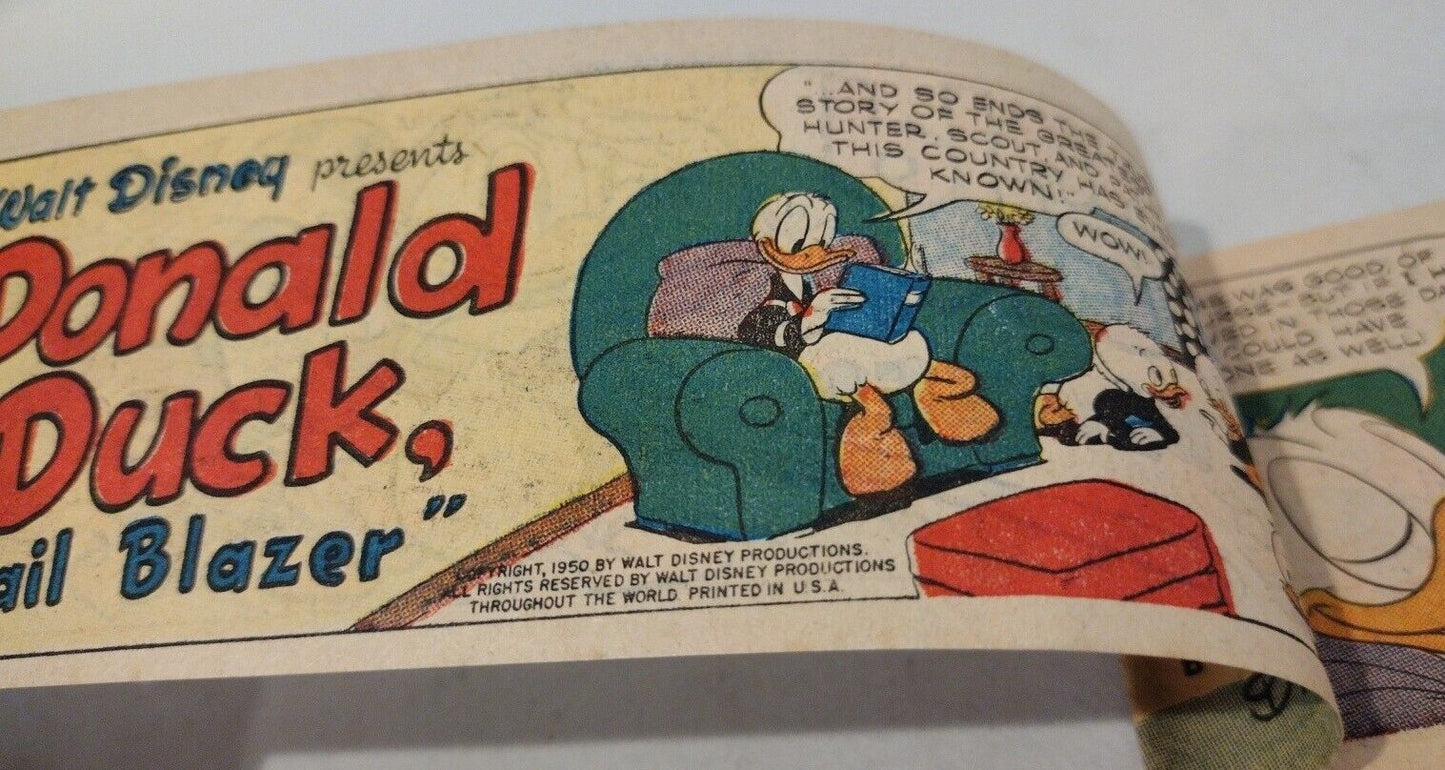 Walt Disney presents
Donald
Duck,
ail Blazer"
"...AND SO ENDS THE
STORY OF THE GREATEST
HUNTER, SCOUT, AND
THIS COUNTRY HAS
KNOWN!"
WOW!
COPYRIGHT, 1950 BY WALT DISNEY PRODUCTIONS.
ALL RIGHTS RESERVED BY WALT DISNEY PRODUCTIONS
THROUGHOUT THE WORLD. PRINTED IN U.S.A.
WAS GOOD, OF
BUT IF I
IN THOSE DA
COULD HAVE
AS WELL!